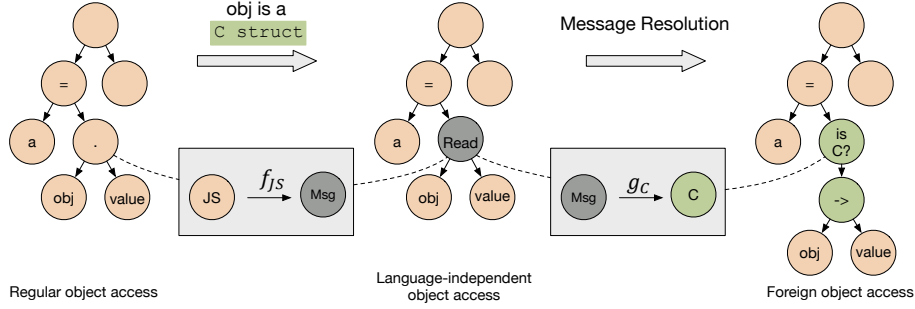 obj is a
C struct
Message Resolution
=
a
.
obj
value
JS
f_JS
Msg
=
a
Read
obj
value
Msg
g_C
C
=
a
is
C?
->
obj
value
Regular object access
Language-independent
object access
Foreign object access